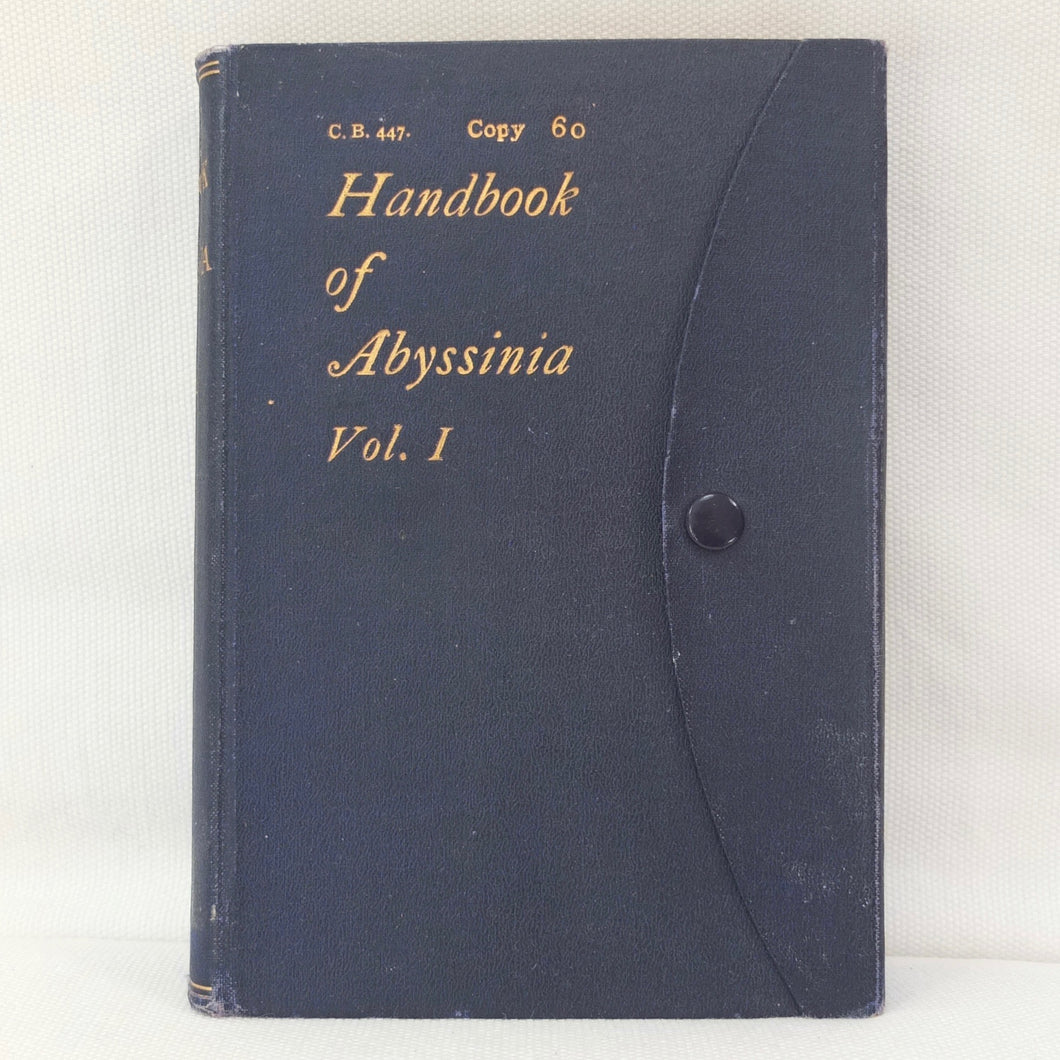 C. B. 447. Copy 60
Handbook
of
Abyssinia
Vol. I